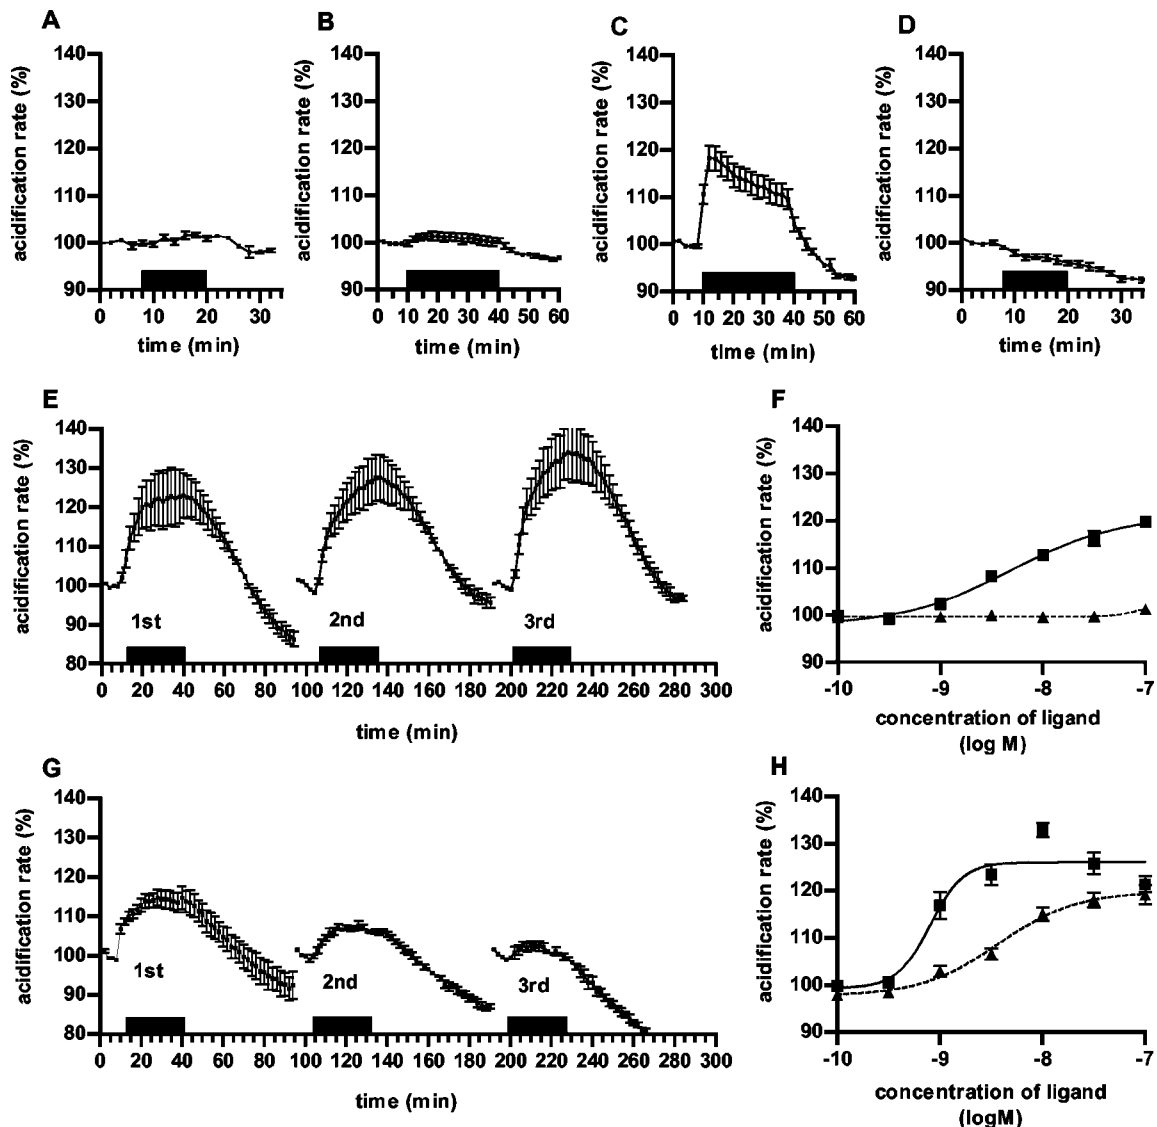 A
B
C
D
acidification rate (%)
140
130
120
110
100
90
0 10 20 30
time (min)
acidification rate (%)
140
130
120
110
100
90
0 10 20 30 40 50 60
time (min)
acidification rate (%)
140
130
120
110
100
90
0 10 20 30 40 50 60
time (min)
acidification rate (%)
140
130
120
110
100
90
0 10 20 30
time (min)
E
acidification rate (%)
140
130
120
110
100
90
80
1st
2nd
3rd
0 20 40 60 80 100 120 140 160 180 200 220 240 260 280 300
time (min)
F
acidification rate (%)
140
130
120
110
100
90
-10 -9 -8 -7
concentration of ligand
(log M)
G
acidification rate (%)
140
130
120
110
100
90
80
1st
2nd
3rd
0 20 40 60 80 100 120 140 160 180 200 220 240 260 280 300
time (min)
H
acidification rate (%)
140
130
120
110
100
90
-10 -9 -8 -7
concentration of ligand
(logM)